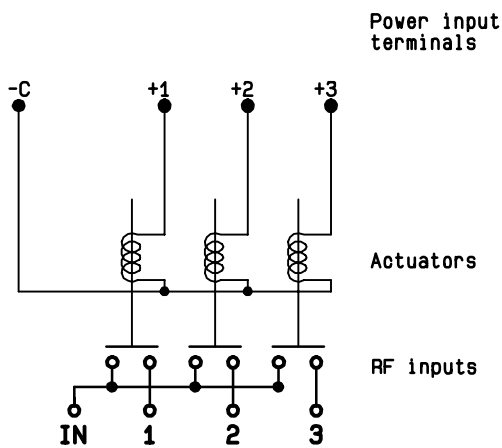 Power input
terminals
-C +1 +2 +3
Actuators
RF inputs
IN 1 2 3